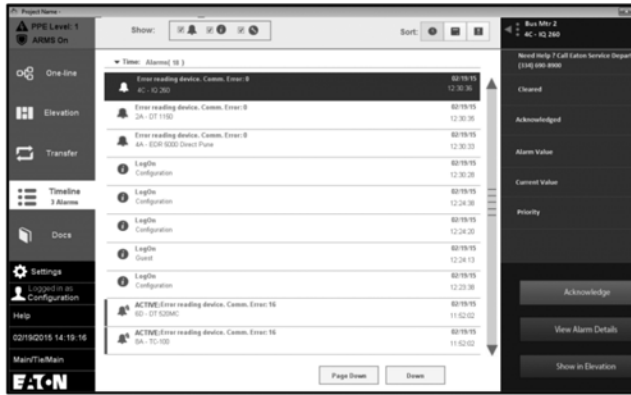 Project Name -
PPE Level: 1
ARMS On
One-line
Elevation
Transfer
Timeline
3 Alarms
Docs
Settings
Logged in as
Configuration
Help
02/19/2015 14:19:16
Main/Tie/Main
EATON
Show:
Sort:
Time: Alarms( 16 )
Error reading device. Comm. Error: 0 02/19/15
4C - IQ 260 12:30:36
Error reading device. Comm. Error: 0 02/19/15
2A - DT 1150 12:30:35
Error reading device. Comm. Error: 0 02/19/15
4A - EDR 5000 Direct Pune 12:30:33
LogOn 02/19/15
Configuration 12:30:28
LogOn 02/19/15
Configuration 12:24:38
LogOn 02/19/15
Configuration 12:24:20
LogOn 02/19/15
Guest 12:24:13
LogOn 02/19/15
Configuration 12:23:38
ACTIVE:Error reading device. Comm. Error: 16 02/19/15
6D - DT 520MC 11:52:02
ACTIVE:Error reading device. Comm. Error: 16 02/19/15
8A - TC-100 11:52:02
Page Down Down
Bus Mtr 2
4C - IQ 260
Need Help ? Call Eaton Service Depar
(334) 690-8900
Cleared
Acknowledged
Alarm Value
Current Value
Priority
Acknowledge
View Alarm Details
Show in Elevation